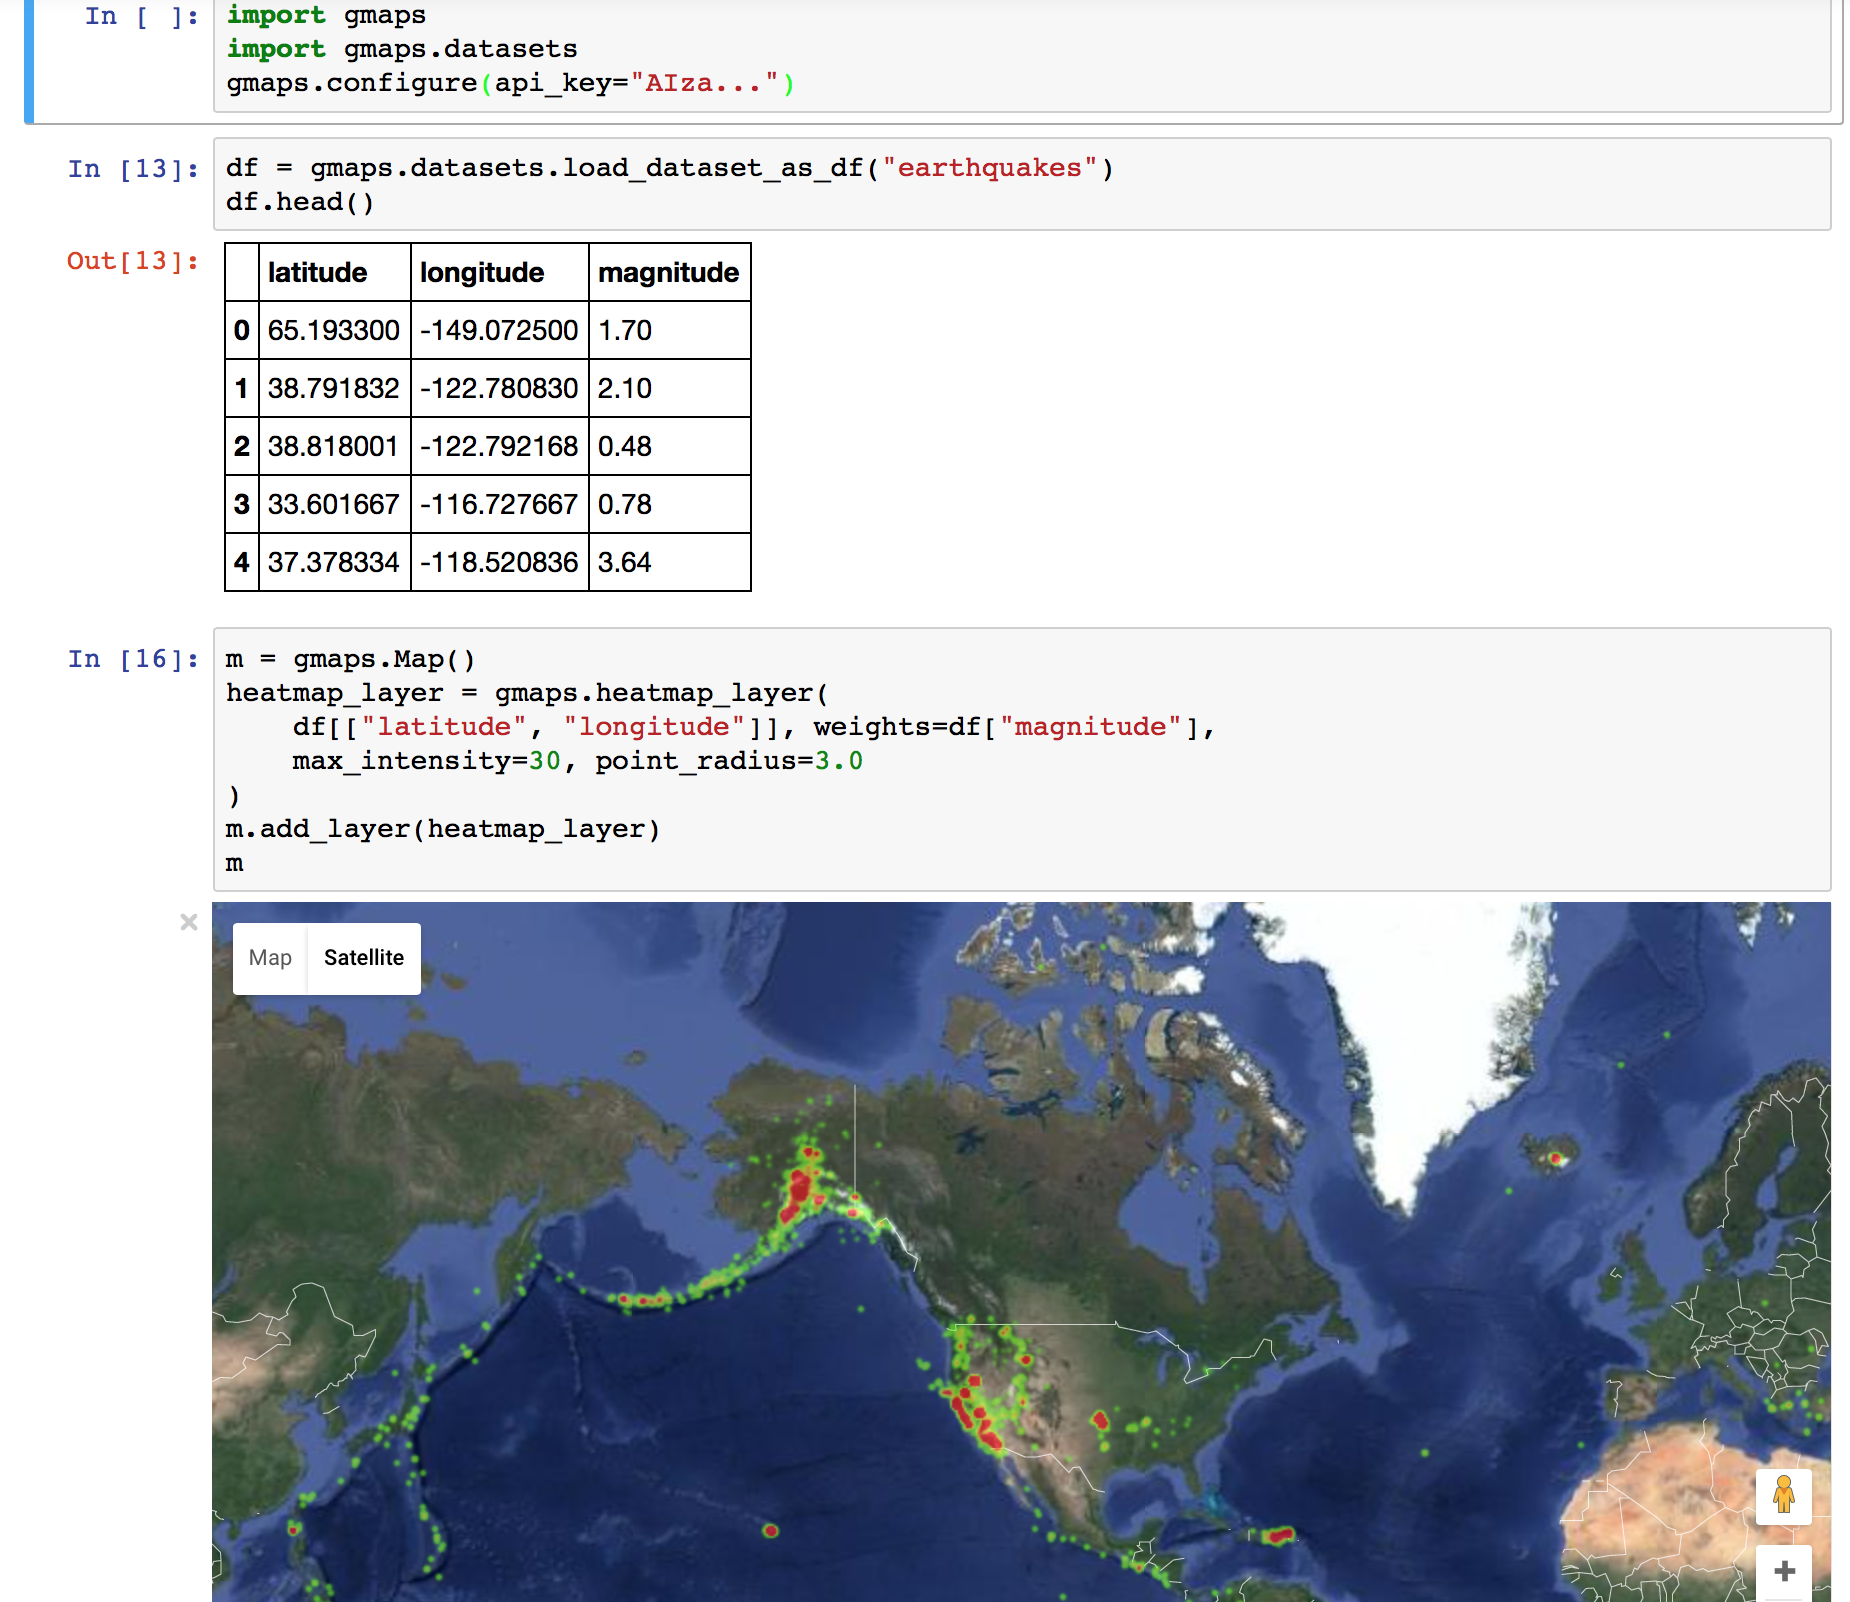 In [ ]:
import gmaps
import gmaps.datasets
gmaps.configure(api_key="AIza...")
In [13]:
df = gmaps.datasets.load_dataset_as_df("earthquakes")
df.head()
Out[13]:
latitude longitude magnitude
0 65.193300 -149.072500 1.70
1 38.791832 -122.780830 2.10
2 38.818001 -122.792168 0.48
3 33.601667 -116.727667 0.78
4 37.378334 -118.520836 3.64
In [16]:
m = gmaps.Map()
heatmap_layer = gmaps.heatmap_layer(
    df[["latitude", "longitude"]], weights=df["magnitude"],
    max_intensity=30, point_radius=3.0
)
m.add_layer(heatmap_layer)
m
Map Satellite